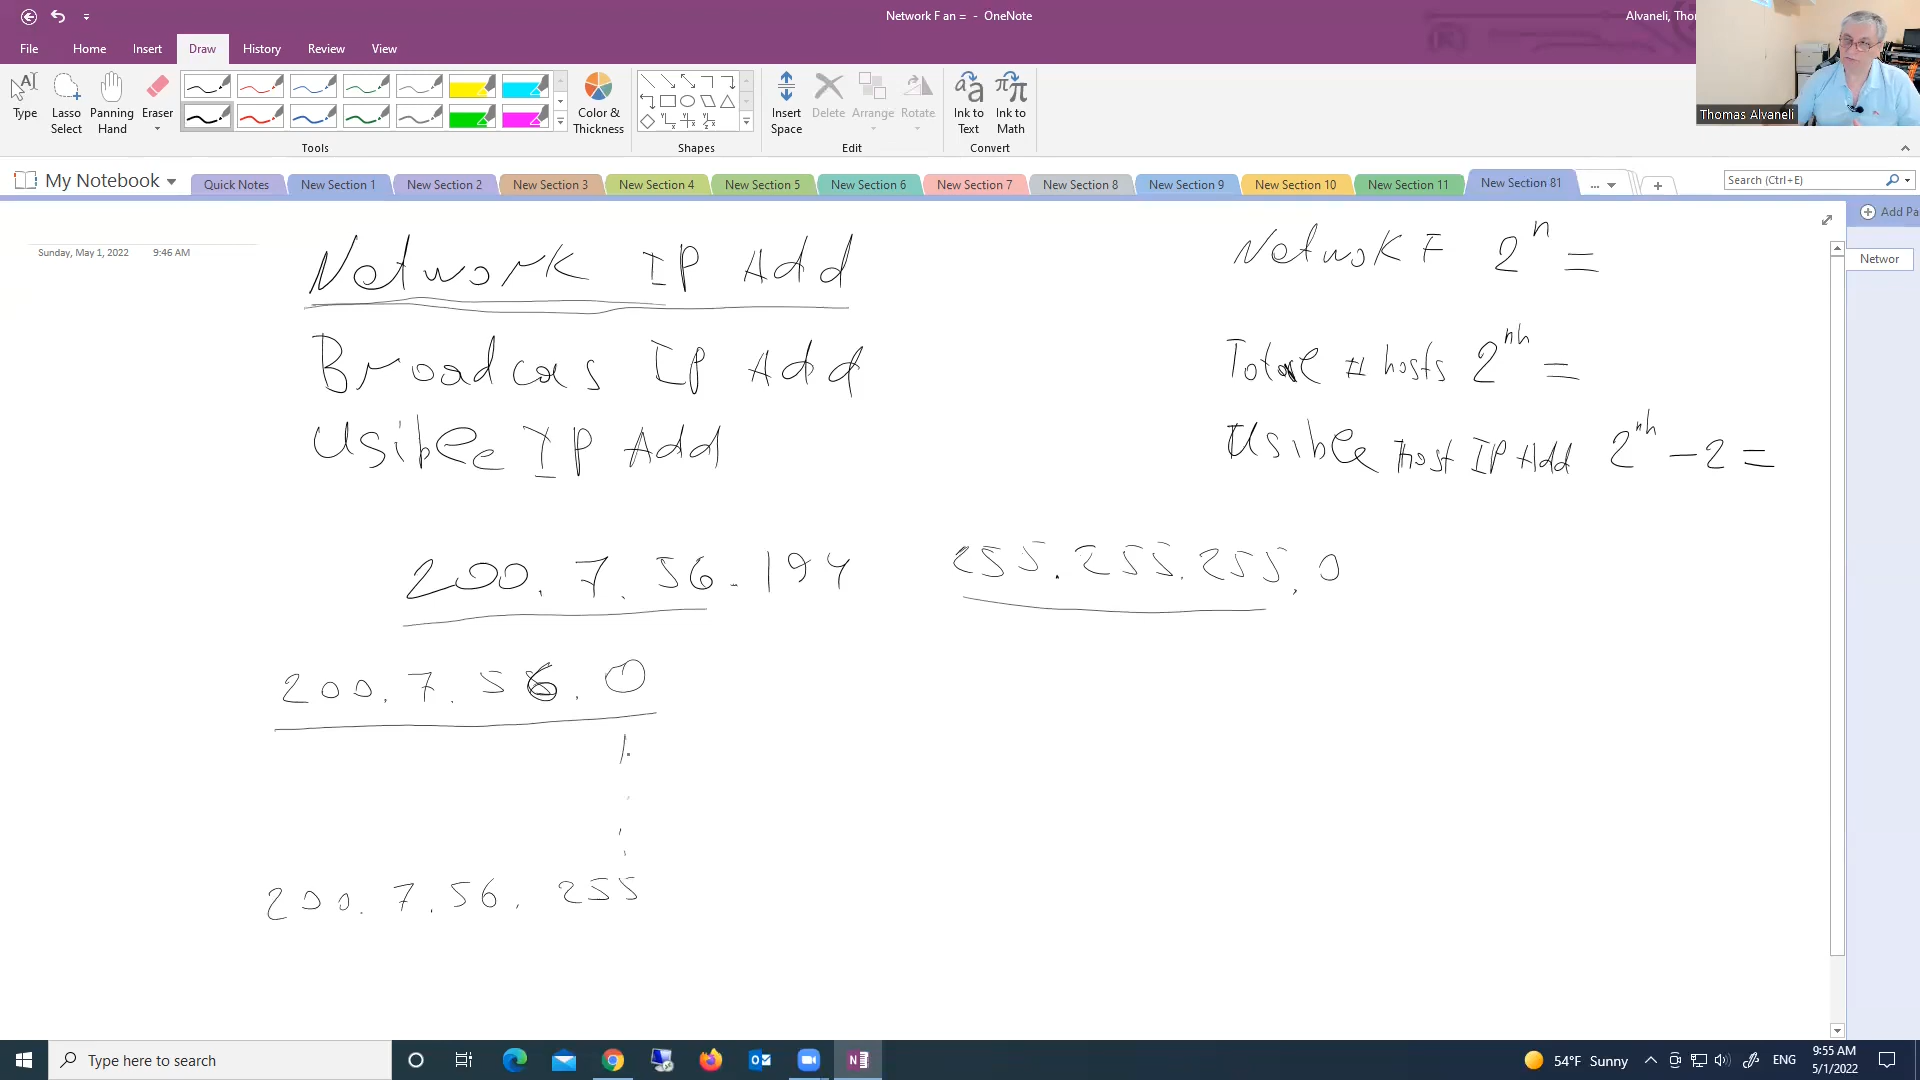 Network F an = - OneNote
Alvaneli, Thom
File Home Insert Draw History Review View
Type Lasso Select Panning Hand Eraser
Color & Thickness
Insert Space Delete Arrange Rotate
Ink to Text Ink to Math
Tools Shapes Edit Convert
Thomas Alvaneli
My Notebook Quick Notes New Section 1 New Section 2 New Section 3 New Section 4 New Section 5 New Section 6 New Section 7 New Section 8 New Section 9 New Section 10 New Section 11 New Section 81 ... Search (Ctrl+E)
Add Pa
Networ
Sunday, May 1, 2022 9:46 AM
Network IP Add
Broadcas IP Add
Usible IP Add
Netwok F 2^n =
Totale # hosts 2^nh =
Usible Host IP Add 2^nh - 2 =
200. 7. 56. 194 255. 255. 255. 0
200. 7. 56. 0
1.
200. 7. 56. 255
Type here to search
54°F Sunny ENG 9:55 AM
5/1/2022